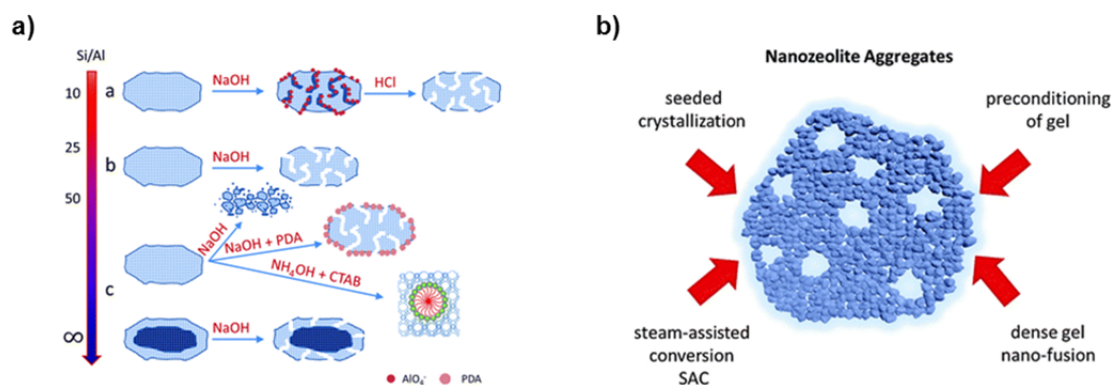 a)
Si/Al
10
a
NaOH
HCl
25
b
NaOH
50
NaOH
NaOH + PDA
NH4OH + CTAB
c
∞
NaOH
AlO4-
PDA
b)
Nanozeolite Aggregates
seeded
crystallization
preconditioning
of gel
steam-assisted
conversion
SAC
dense gel
nano-fusion